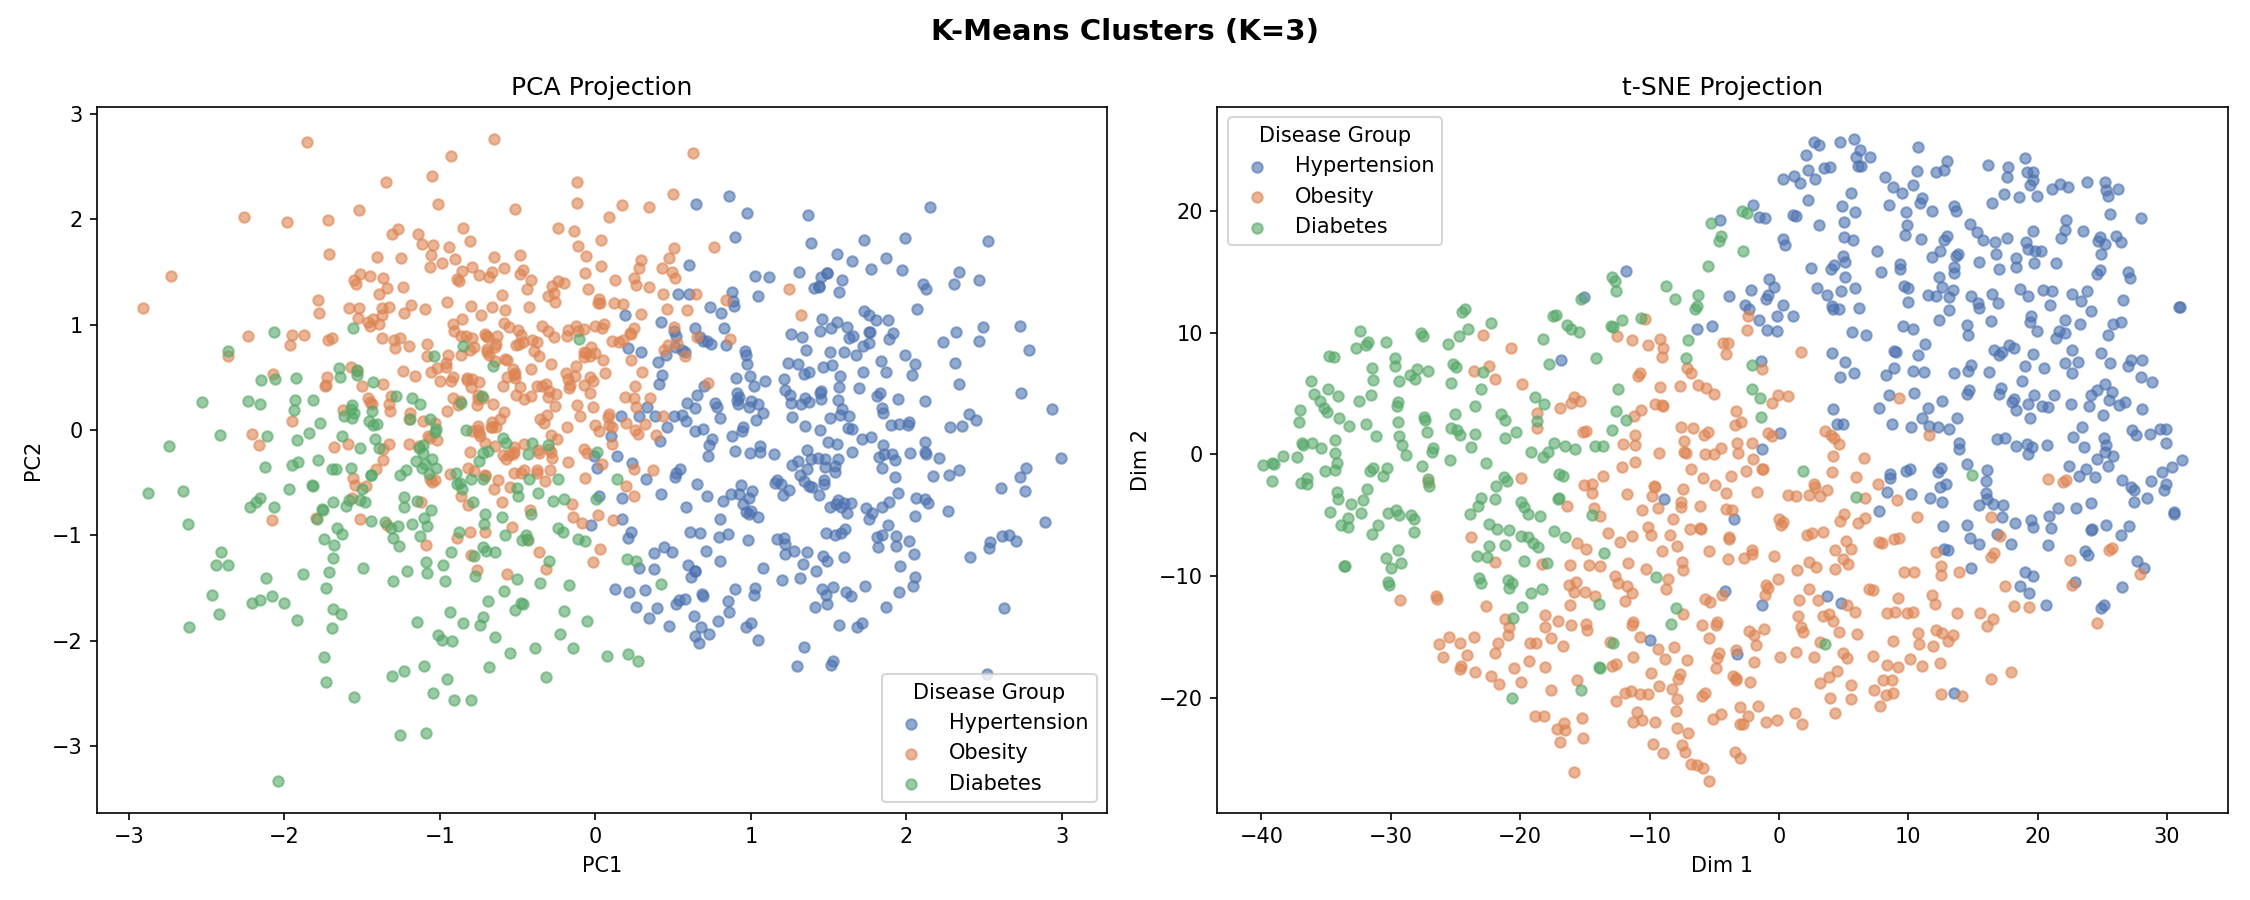 K-Means Clusters (K=3)
PCA Projection
3
2
1
0
−1
−2
−3
PC2
−3
−2
−1
0
1
2
3
PC1
Disease Group
Hypertension
Obesity
Diabetes
t-SNE Projection
Disease Group
Hypertension
Obesity
Diabetes
20
10
0
−10
−20
Dim 2
−40
−30
−20
−10
0
10
20
30
Dim 1